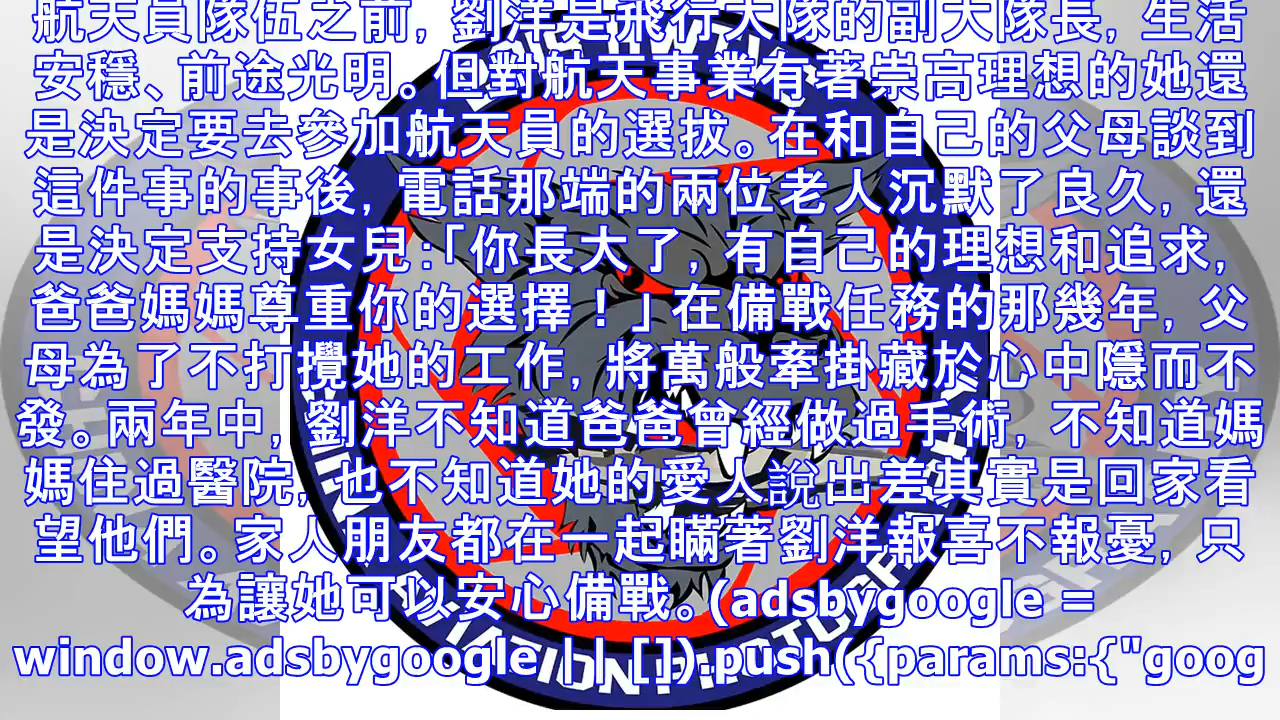 航天員隊伍之前, 劉洋是飛行大隊的副大隊長, 生活
安穩、前途光明。但對航天事業有著崇高理想的她還
是決定要去參加航天員的選拔。在和自己的父母談到
這件事的事後, 電話那端的兩位老人沉默了良久, 還
是決定支持女兒:「你長大了, 有自己的理想和追求,
爸爸媽媽尊重你的選擇!」在備戰任務的那幾年, 父
母為了不打攪她的工作, 將萬般牽掛藏於心中隱而不
發。兩年中, 劉洋不知道爸爸曾經做過手術, 不知道媽
媽住過醫院, 也不知道她的愛人說出差其實是回家看
望他們。家人朋友都在一起瞞著劉洋報喜不報憂, 只
為讓她可以安心備戰。(adsbygoogle =
window.adsbygoogle || []).push({params:{"goog